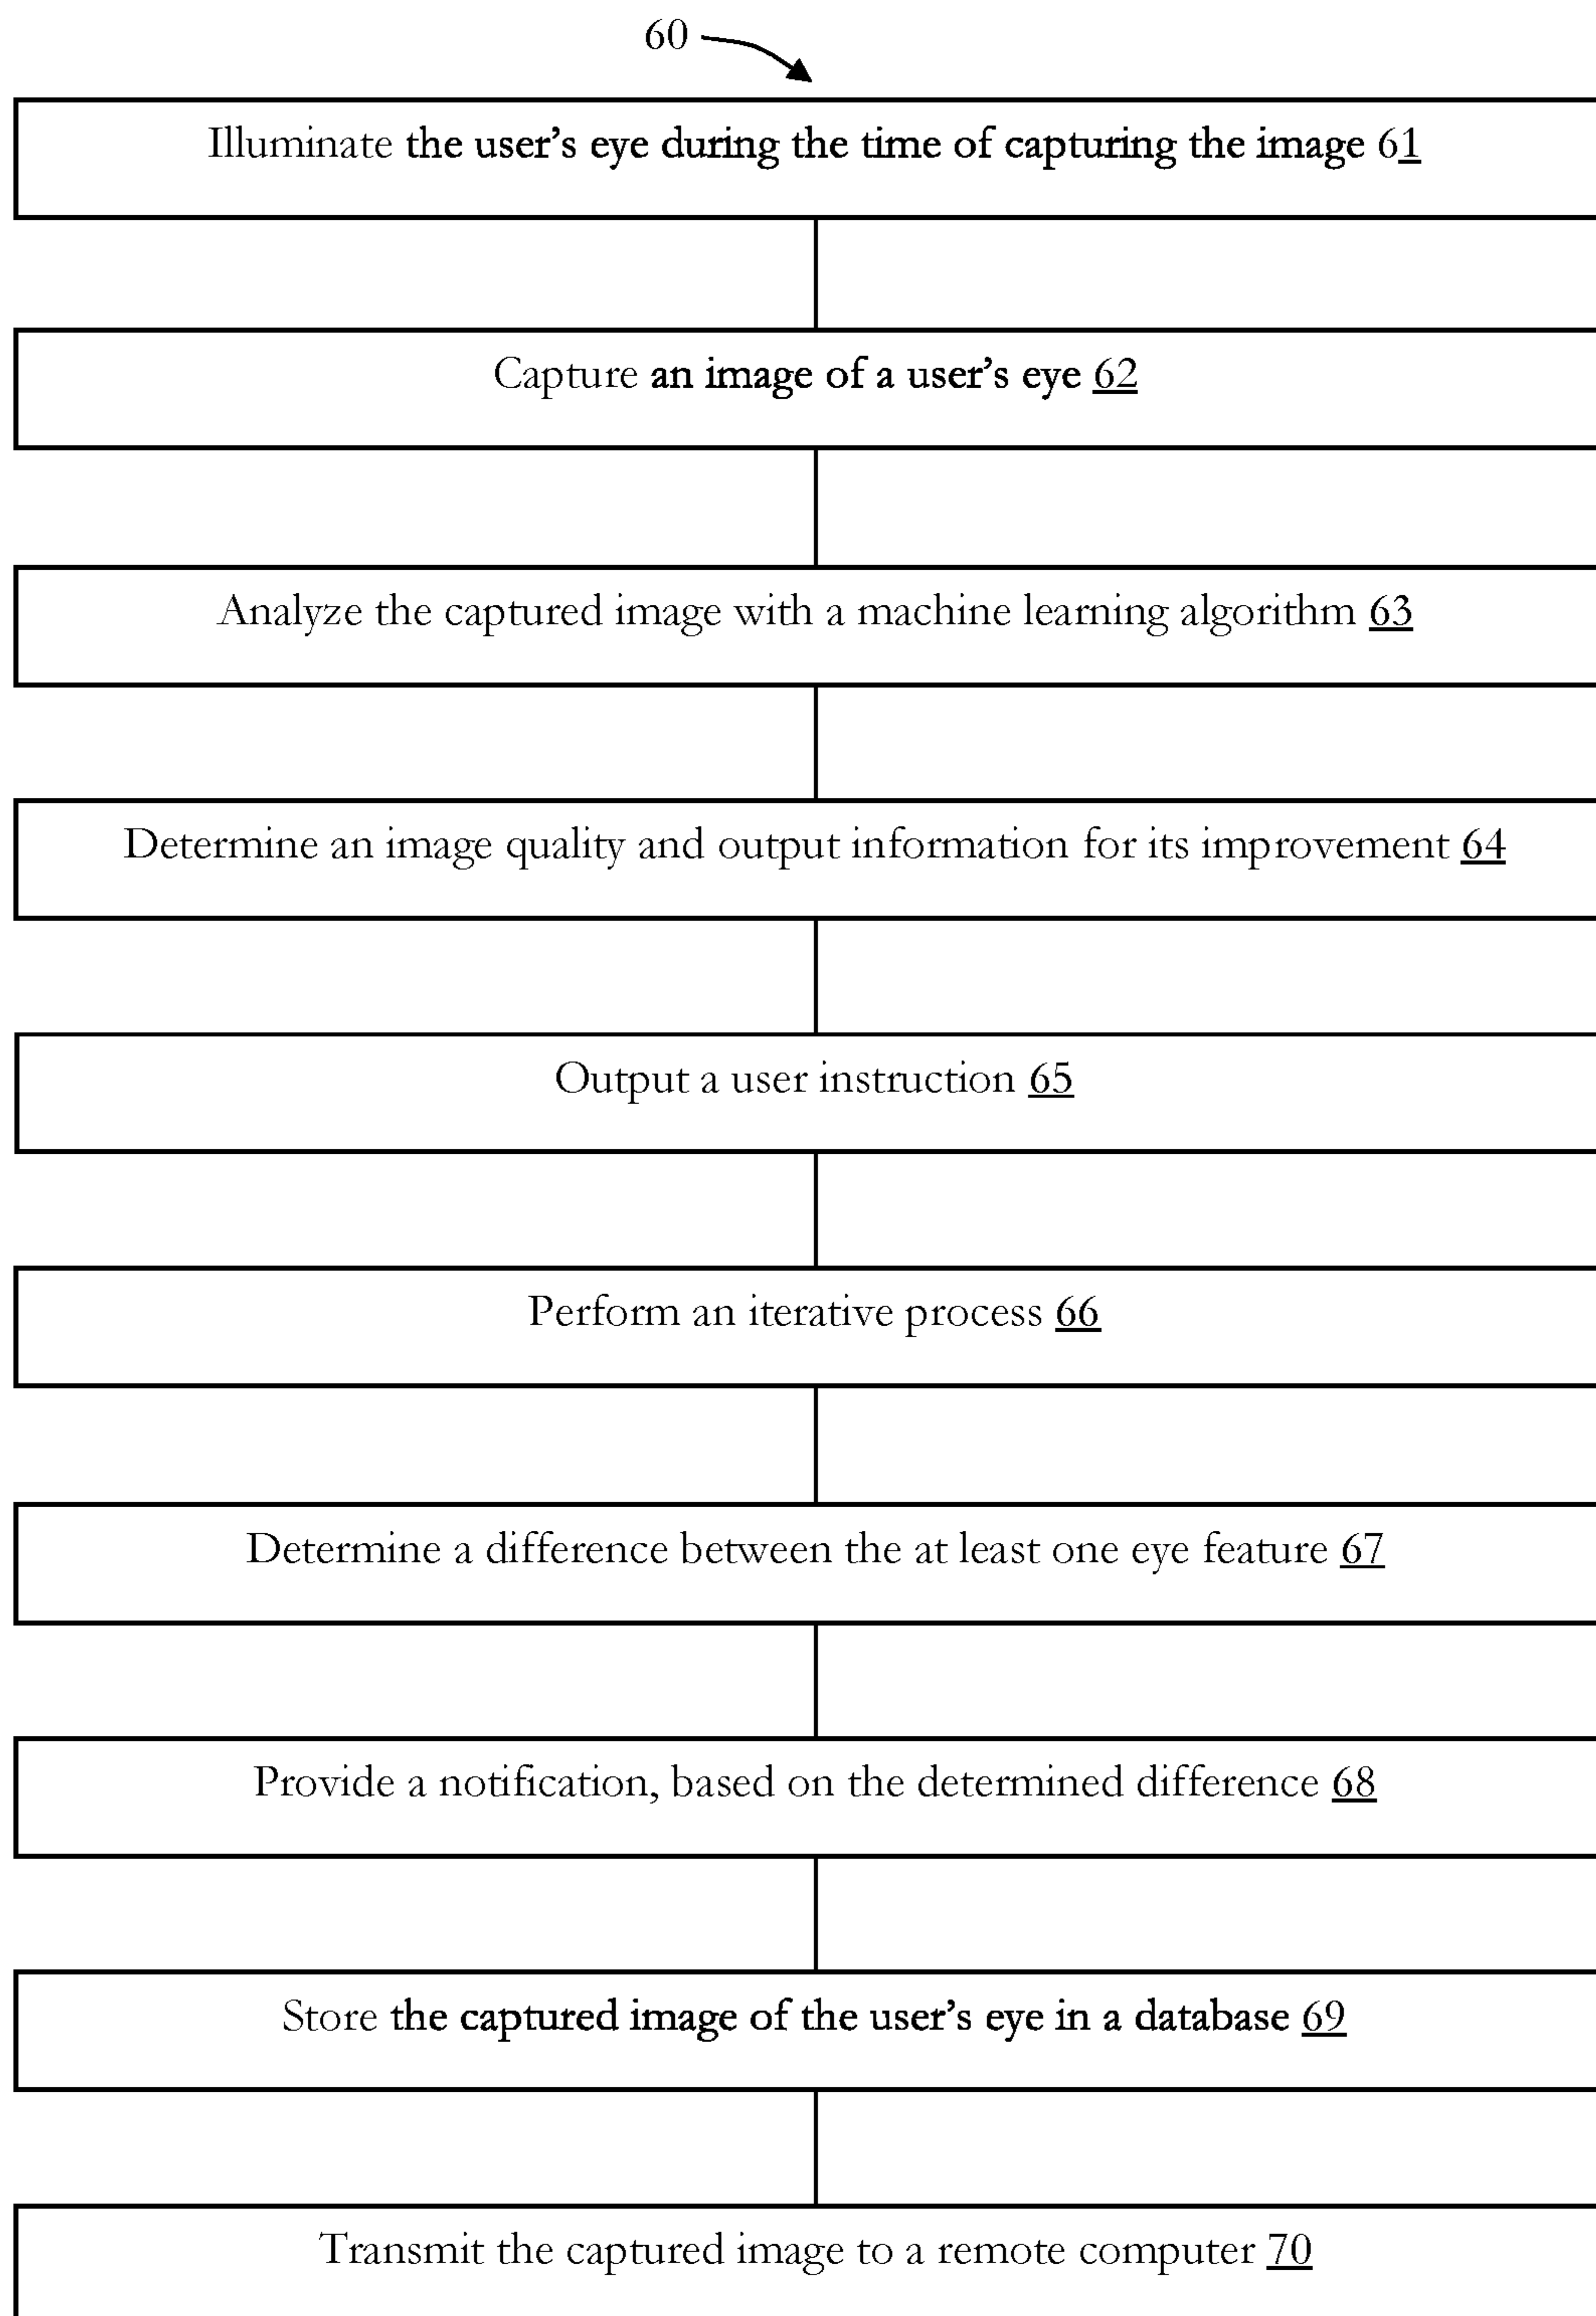 60
Illuminate the user’s eye during the time of capturing the image 61
Capture an image of a user’s eye 62
Analyze the captured image with a machine learning algorithm 63
Determine an image quality and output information for its improvement 64
Output a user instruction 65
Perform an iterative process 66
Determine a difference between the at least one eye feature 67
Provide a notification, based on the determined difference 68
Store the captured image of the user’s eye in a database 69
Transmit the captured image to a remote computer 70